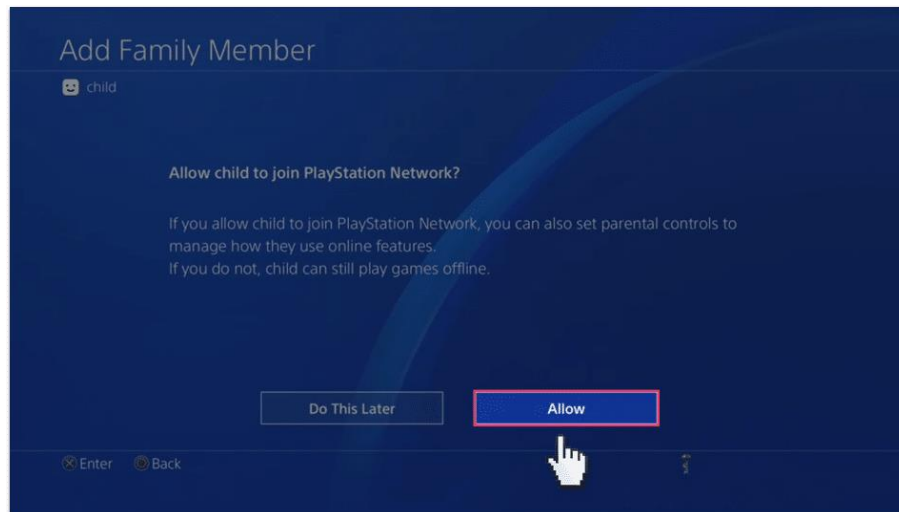 Add Family Member
child
Allow child to join PlayStation Network?
If you allow child to join PlayStation Network, you can also set parental controls to
manage how they use online features.
If you do not, child can still play games offline.
Do This Later
Allow
Enter
Back